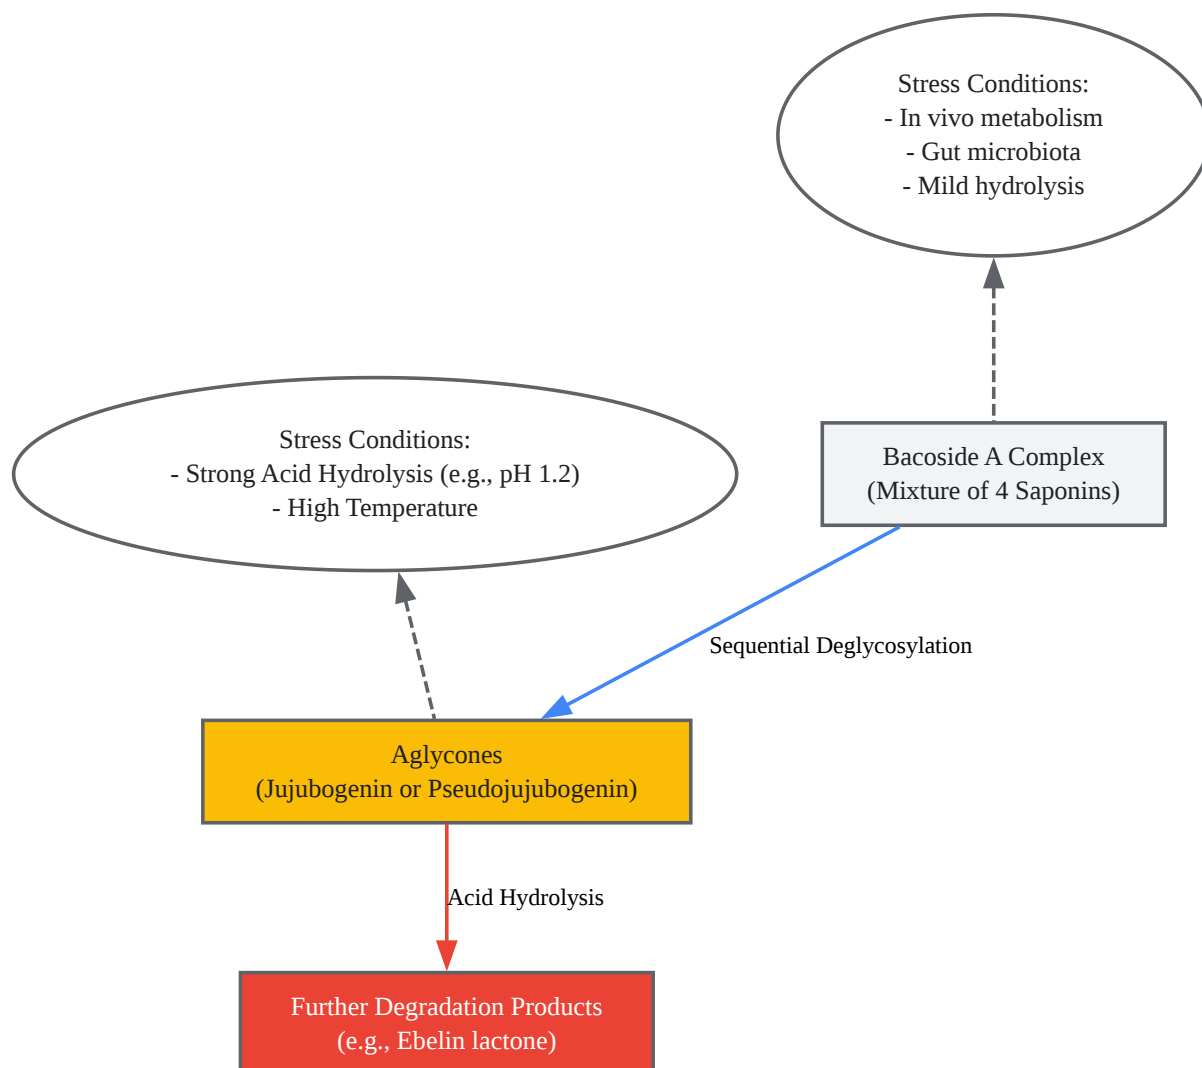 Stress Conditions:
- In vivo metabolism
- Gut microbiota
- Mild hydrolysis
Stress Conditions:
- Strong Acid Hydrolysis (e.g., pH 1.2)
- High Temperature
Bacoside A Complex
(Mixture of 4 Saponins)
Sequential Deglycosylation
Aglycones
(Jujubogenin or Pseudojujubogenin)
Acid Hydrolysis
Further Degradation Products
(e.g., Ebelin lactone)